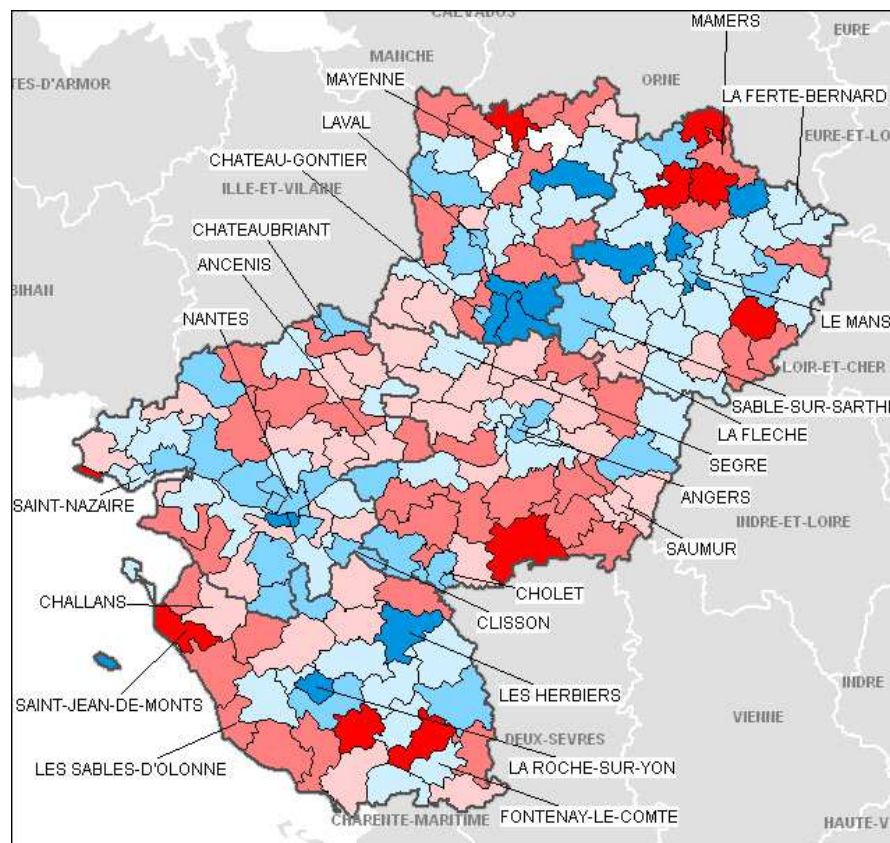 CALVADOS
MAMERS
EURE
MANCHE
MAYENNE
ORNE
TES-D'ARMOR
LA FERTE-BERNARD
LAVAL
EURE-ET-LO
CHATEAU-GONTIER
ILLE-ET-VILAINE
CHATEAUBRIANT
ANCENIS
BIHAN
NANTES
LE MANS
LOIR-ET-CHER
SABLE-SUR-SARTHE
LA FLECHE
SEGRE
ANGERS
SAINT-NAZAIRE
INDRE-ET-LOIRE
SAUMUR
CHOLET
CHALLANS
CLISSON
INDRE
LES HERBIERS
SAINT-JEAN-DE-MONTS
VIENNE
DEUX-SEVRES
LES SABLES-D'OLONNE
LA ROCHE-SUR-YON
FONTENAY-LE-COMTE
CHARENTE-MARITIME
HAUTE-V